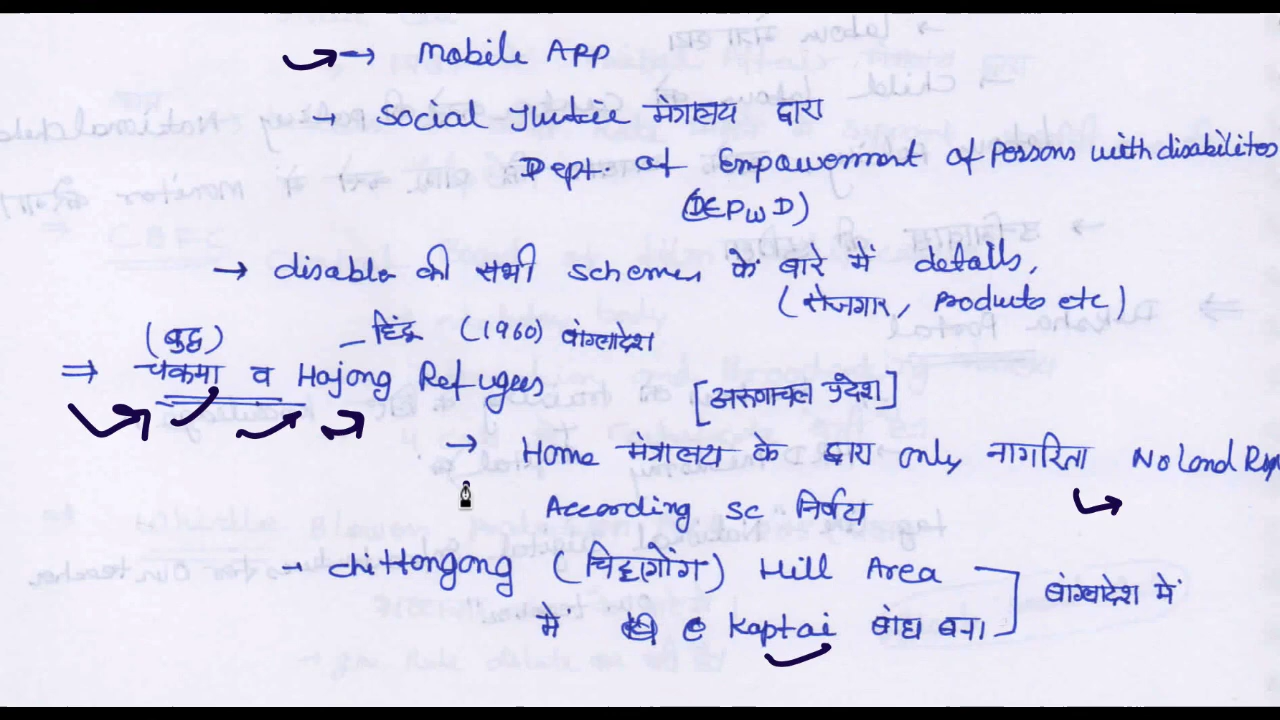 → Mobile APP
→ Social Justice मंत्रालय द्वारा
Dept. of Empowerment of Persons with disabilites
(DEPwD)
→ disable की सभी schemes के बारे में details,
(रोजगार, products etc)
(बुद्ध) – हिंदू (1960) बांग्लादेश
⇒ चकमा व Hajong Refugees
[अरुणाचल प्रदेश]
→ Home मंत्रालय के द्वारा only नागरिता No Land
According SC निर्णय
→ chittongong (चिट्टागोंग) Hill Area
में Kaptai बांध बना
बांग्लादेश में